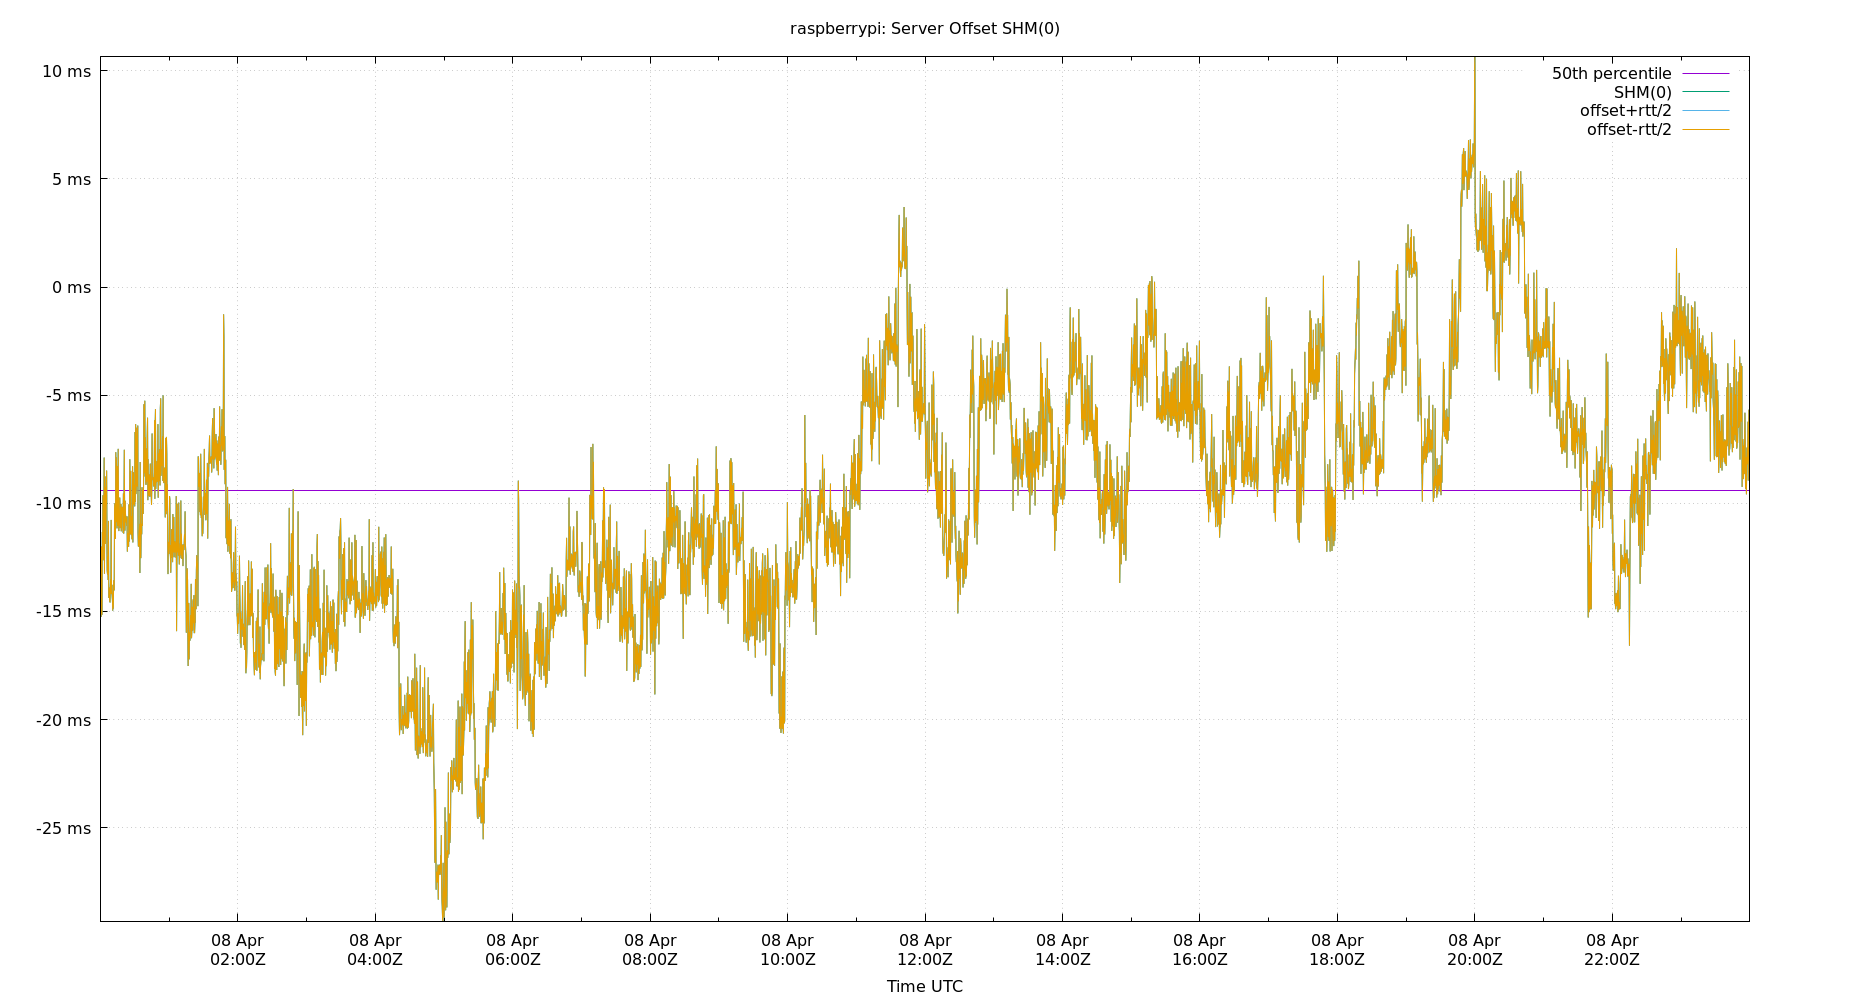 raspberrypi: Server Offset SHM(0)
10 ms
5 ms
0 ms
-5 ms
-10 ms
-15 ms
-20 ms
-25 ms
50th percentile
SHM(0)
offset+rtt/2
offset-rtt/2
08 Apr 08 Apr 08 Apr 08 Apr 08 Apr 08 Apr 08 Apr 08 Apr 08 Apr 08 Apr 08 Apr
02:00Z 04:00Z 06:00Z 08:00Z 10:00Z 12:00Z 14:00Z 16:00Z 18:00Z 20:00Z 22:00Z
Time UTC